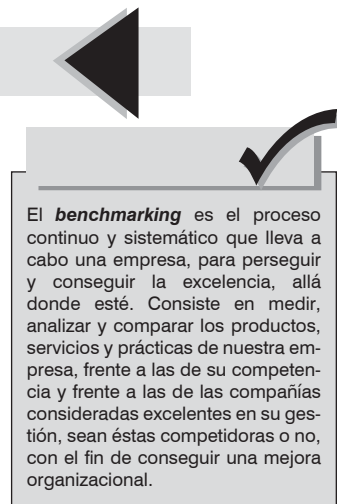 El benchmarking es el proceso
continuo y sistemático que lleva a
cabo una empresa, para perseguir
y conseguir la excelencia, allá
donde esté. Consiste en medir,
analizar y comparar los productos,
servicios y prácticas de nuestra em-
presa, frente a las de su competen-
cia y frente a las de las compañías
consideradas excelentes en su ges-
tión, sean éstas competidoras o no,
con el fin de conseguir una mejora
organizacional.